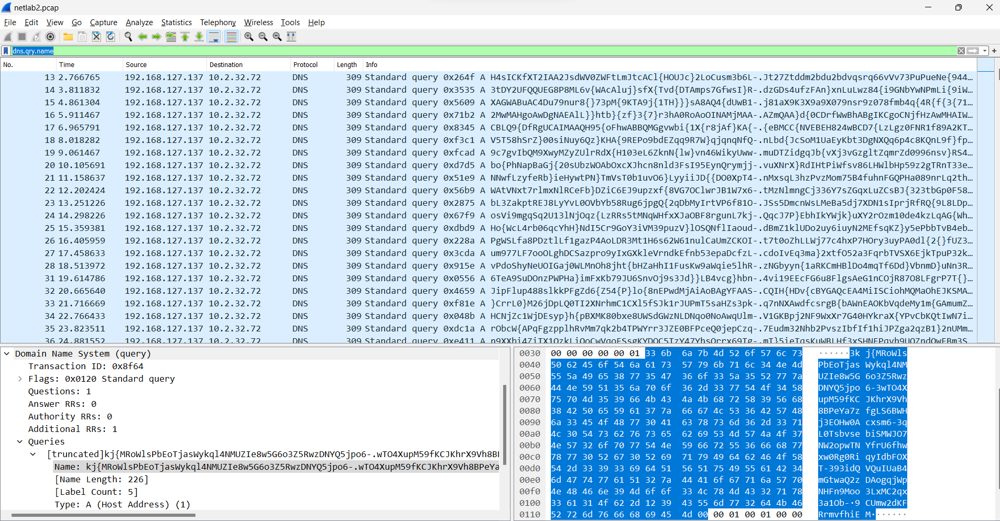 netlab2.pcap
File Edit View Go Capture Analyze Statistics Telephony Wireless Tools Help
dns.qry.name
No. Time Source Destination Protocol Length Info
13 2.766765 192.168.127.137 10.2.32.72 DNS 309 Standard query 0x264f A H4sICKfXT2IAA2JsdWV0ZWFtLmJtcACl{HOUJc}2LoCusm3b6L-.Jt27Ztddm2bdu2bdvqsrq66vVv73PuPueNe{944…
14 3.811832 192.168.127.137 10.2.32.72 DNS 309 Standard query 0x3535 A 3tDY2UFQQUEG8P8ML6v{WAcAluj}sfX{Tvd{DTAmps7GfwsI}R-.dzGDs4ufzFAn}xnLuLwz84{i9GNbYwNPmLi{9iW…
15 4.861304 192.168.127.137 10.2.32.72 DNS 309 Standard query 0x5609 A XAGWABuAC4Du79nur8{}73pM{9KTA9j{1TH}}}sA8AQ4{dUwB1-.j81aX9K3X9a9X079nsr9z078fmb4q{4R{f{3{71…
16 5.911467 192.168.127.137 10.2.32.72 DNS 309 Standard query 0x71b2 A 2MwMAHgoAwDgNAEAlL}}htb}{zf}3{7}r3hA0RoAoOINAMjMAA-.AZmQAA}d{0CDrfWwBhABgIKCgoCNjfHzAwMHAIW…
17 6.965791 192.168.127.137 10.2.32.72 DNS 309 Standard query 0x8345 A CBLQ9{DfRgUCAIMAAQH95{oFhwABBQMGgvwbi{1X{r8jAf}KA{-.{eBMCC{NVEBEH824wBCD7{LzLgz0FNR1f89A2KT…
18 8.018282 192.168.127.137 10.2.32.72 DNS 309 Standard query 0xf3c1 A V5T58hSrZ}00siNuy6Qz}KHA{9REPo9bdEZqq9R7W}qjqnqNfQ-.nLbd{JcSoM1UaEyKbt3DgNXQq6p4c8KQnL9f}fp…
19 9.061467 192.168.127.137 10.2.32.72 DNS 309 Standard query 0xfcad A 9c7gvIbQM9XwyMZyZUlrRdX{H103eL6ZknN{lw}vn46WikyUww-.muDTZidgqJb{vXj3vGzgltZqmrZd0996nsv}RS4…
20 10.105691 192.168.127.137 10.2.32.72 DNS 309 Standard query 0xd7d5 A bo{PhNapBaGj{20sUbzWOAbOxcXJhcn8nld3FsI95EynQrymjj-.vuXNrX}RdIHtPiWfsv86LHWlbHp59z2gTRnT33e…
21 11.158637 192.168.127.137 10.2.32.72 DNS 309 Standard query 0x51e9 A NNwfLzyfeRb}ieHywtPN}TmVsT0b1uvO6}LyyiiJD{{DO0XpT4-.nMxsqL3hzPvzMom75B4fuhnFGQPHa089nrLq2th…
22 12.202424 192.168.127.137 10.2.32.72 DNS 309 Standard query 0x56b9 A WAtVNxt7rlmxNlRCeFb}DZiC6EJ9upzxf{8VG7OClwrJB1W7x6-.tMzNlmngCj336Y7sZGqxLuZCsBJ{323tbGp0F58…
23 13.251226 192.168.127.137 10.2.32.72 DNS 309 Standard query 0x2875 A bL3ZakptREJ8LyYvL0OVbYb58Rug6jpgQ{2qDbMyIrtVP6f81O-.JSs5DmcnWsLMeBa5dj7XDN1sIprjRfRQ{9L8LDp…
24 14.298226 192.168.127.137 10.2.32.72 DNS 309 Standard query 0x67f9 A osVi9mgqSq2U13lNjOqz{LzRRs5tMNqWHfxXJaOBF8rgunL7kj-.QqcJ7P}EbhIkYWjk}uXY2rOzm10de4kzLqAG{Wh…
25 15.359381 192.168.127.137 10.2.32.72 DNS 309 Standard query 0xdbd9 A Ho{WcL4rb06qcYhH}NdI5Cr9GoY3iVM39puzV}lOSQNflIaoud-.dBmZ1klUDo2uy6iuyN2MEfsqKZ}y5ePbbTvB4eb…
26 16.405959 192.168.127.137 10.2.32.72 DNS 309 Standard query 0x228a A PgWSLfa8PDztlLf1gazP4AoLDR3Mt1H6s62W61nulCaUmZCKOI-.t7t0oZhLLWj77c4hxP7HOry3uyPA0dl{2{}fUZ3…
27 17.458633 192.168.127.137 10.2.32.72 DNS 309 Standard query 0x3cda A um977LF7ooOLghDCSazpro9yIxGXkleVrndkEfnb53epaDcfzL-.cdoIvEq3ma}2xtfO52a3FqrbTVSX6EjkTpuP32k…
28 18.513972 192.168.127.137 10.2.32.72 DNS 309 Standard query 0x915e A vPdoShyNeUOIGaj0WLMnOh8jht{bHZaHhI1FusKw9aWqie5lhR-.zNGbyyn{1aRKCmHBlDo4mqTf6Dd}VbnmD}uNn3R…
31 19.614786 192.168.127.137 10.2.32.72 DNS 309 Standard query 0x0556 A 6TeA9SuDOnzPWPHa}imFxKb79JU6SnvOj9s3Jd}}LB4vcg}hbn-.4vi19EEcFG6u8FlgsAeG1nCOjR87O8LFgrP7T{}…
32 20.665640 192.168.127.137 10.2.32.72 DNS 309 Standard query 0x4659 A JipFlup488slkkPFgZd6{Z54{P}lo{8nEPwdMjAiAoBAgYFAAS-.CQIH{HDv{cBYGAQcEA4MiISCiohMQMaOhEJKSMA…
33 21.716669 192.168.127.137 10.2.32.72 DNS 309 Standard query 0xf81e A }CrrL0}M26jDpLQ0TI2XNrhmC1CXl5fSJk1rJUPmT5saHZs3pk-.q7nNXAwdfcsrgB{bAWnEAOKbVqdeMy1m{GAmumZ…
34 22.766433 192.168.127.137 10.2.32.72 DNS 309 Standard query 0x048b A HCNjZc1WjDEsyp}h{pBXMK80bxe8UWSdGWzNLDNqo0NoAwqUlm-.V1GKBpj2NF9WxXr7G40HYkraX{YPvCbKQtIwN7i…
35 23.823511 192.168.127.137 10.2.32.72 DNS 309 Standard query 0xdc1a A rObcW{APqFgzpplhRvMm7qk2b4TPWYrr3JZE0BFPceQ0jepCzq-.7Eudm32Nhb2PvszIbfIf1hiJPZga2qzB1}2nUMm…
36 24.881552 192.168.127.137 10.2.32.72 DNS 309 Standard query 0xe411 A
Domain Name System (query)
Transaction ID: 0x8f64
Flags: 0x0120 Standard query
Questions: 1
Answer RRs: 0
Authority RRs: 0
Additional RRs: 1
Queries
[truncated]kj{MRoWlsPbEoTjasWykql4NMUZIe8w5G6o3Z5RwzDNYQ5jpo6-.wTO4XupM59fKCJKhrX9Vh8B
Name: kj{MRoWlsPbEoTjasWykql4NMUZIe8w5G6o3Z5RwzDNYQ5jpo6-.wTO4XupM59fKCJKhrX9Vh8BPeYa
[Name Length: 226]
[Label Count: 5]
Type: A (Host Address) (1)
0030 00 00 00 00 00 01 33 6b 6a 7b 4d 52 6f 57 6c 73 ······3k j{MRoWls
0040 50 62 45 6f 54 6a 61 73 57 79 6b 71 6c 34 4e 4d PbEoTjas Wykql4NM
0050 55 5a 49 65 38 77 35 47 36 6f 33 5a 35 52 77 7a UZIe8w5G 6o3Z5Rwz
0060 44 4e 59 51 35 6a 70 6f 36 2d 33 77 54 4f 34 58 DNYQ5jpo 6-3wTO4X
0070 75 70 4d 35 39 66 4b 43 4a 4b 68 72 58 39 56 68 upM59fKC JKhrX9Vh
0080 38 42 50 65 59 61 37 7a 66 67 4c 53 36 42 57 48 8BPeYa7z fgLS6BWH
0090 6a 33 45 4f 48 77 30 41 63 78 73 6d 36 2d 33 71 j3EOHw0A cxsm6-3q
00a0 4c 30 54 73 62 76 73 65 62 69 53 4d 57 4a 4f 37 L0Tsbvse biSMWJO7
00b0 4e 57 32 6f 70 77 54 4e 59 66 72 55 36 66 68 77 NW2opwTN YfrU6fhw
00c0 78 77 30 52 67 30 52 69 71 79 49 64 62 46 4f 58 xw0Rg0Ri qyIdbFOX
00d0 54 2d 33 39 33 69 64 51 56 51 75 49 55 61 42 34 T-393idQ VQuIUaB4
00e0 6d 47 74 77 61 51 32 7a 44 41 6f 67 71 6a 57 70 mGtwaQ2z DAogqjWp
00f0 4e 48 46 6e 39 4d 6f 6f 33 4c 78 4d 43 32 71 78 NHFn9Moo 3LxMC2qx
0100 33 61 31 4f 62 2d 12 39 43 55 6d 77 32 64 4b 46 3a1Ob-·9 CUmw2dKF
0110 52 72 6d 76 66 68 69 45 4d 00 00 01 00 01 00 00 RrmvfhiE M·······